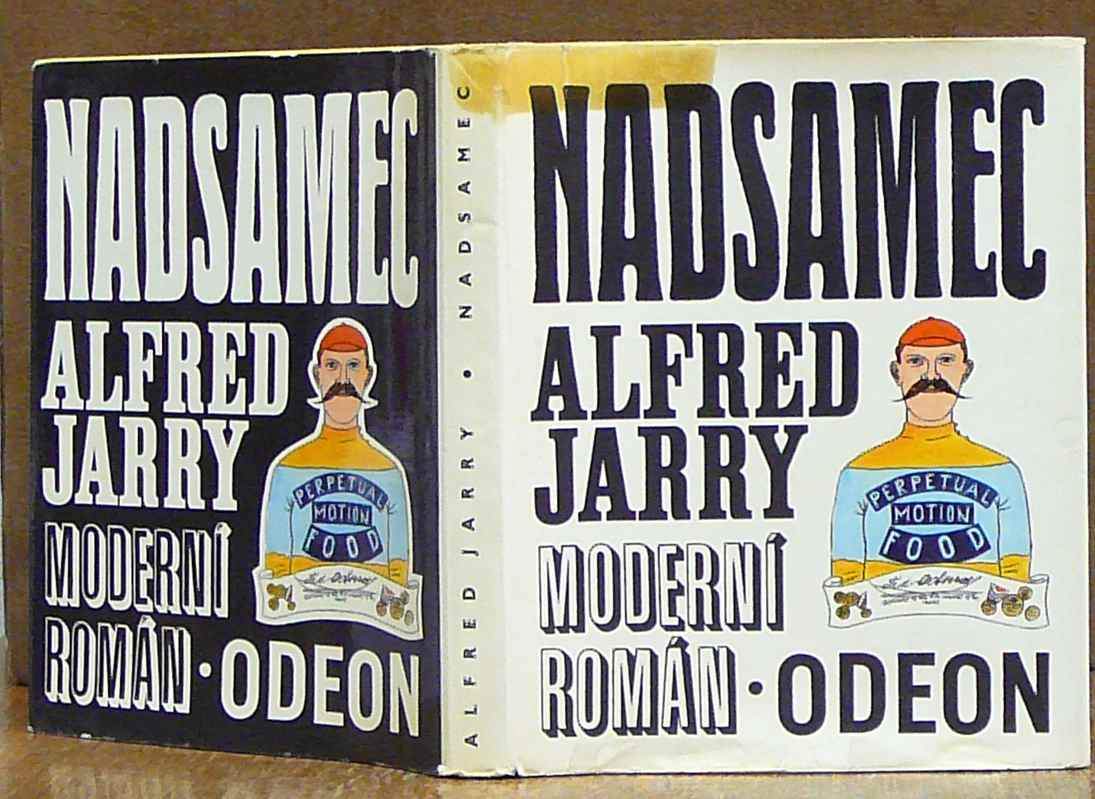 NADSAMEC
ALFRED
JARRY
PERPETUAL
MOTION
FOOD
MODERNÍ
ROMÁN • ODEON
ALFRED JARRY • NADSAMEC
NADSAMEC
ALFRED
JARRY
PERPETUAL
MOTION
FOOD
MODERNÍ
ROMÁN • ODEON